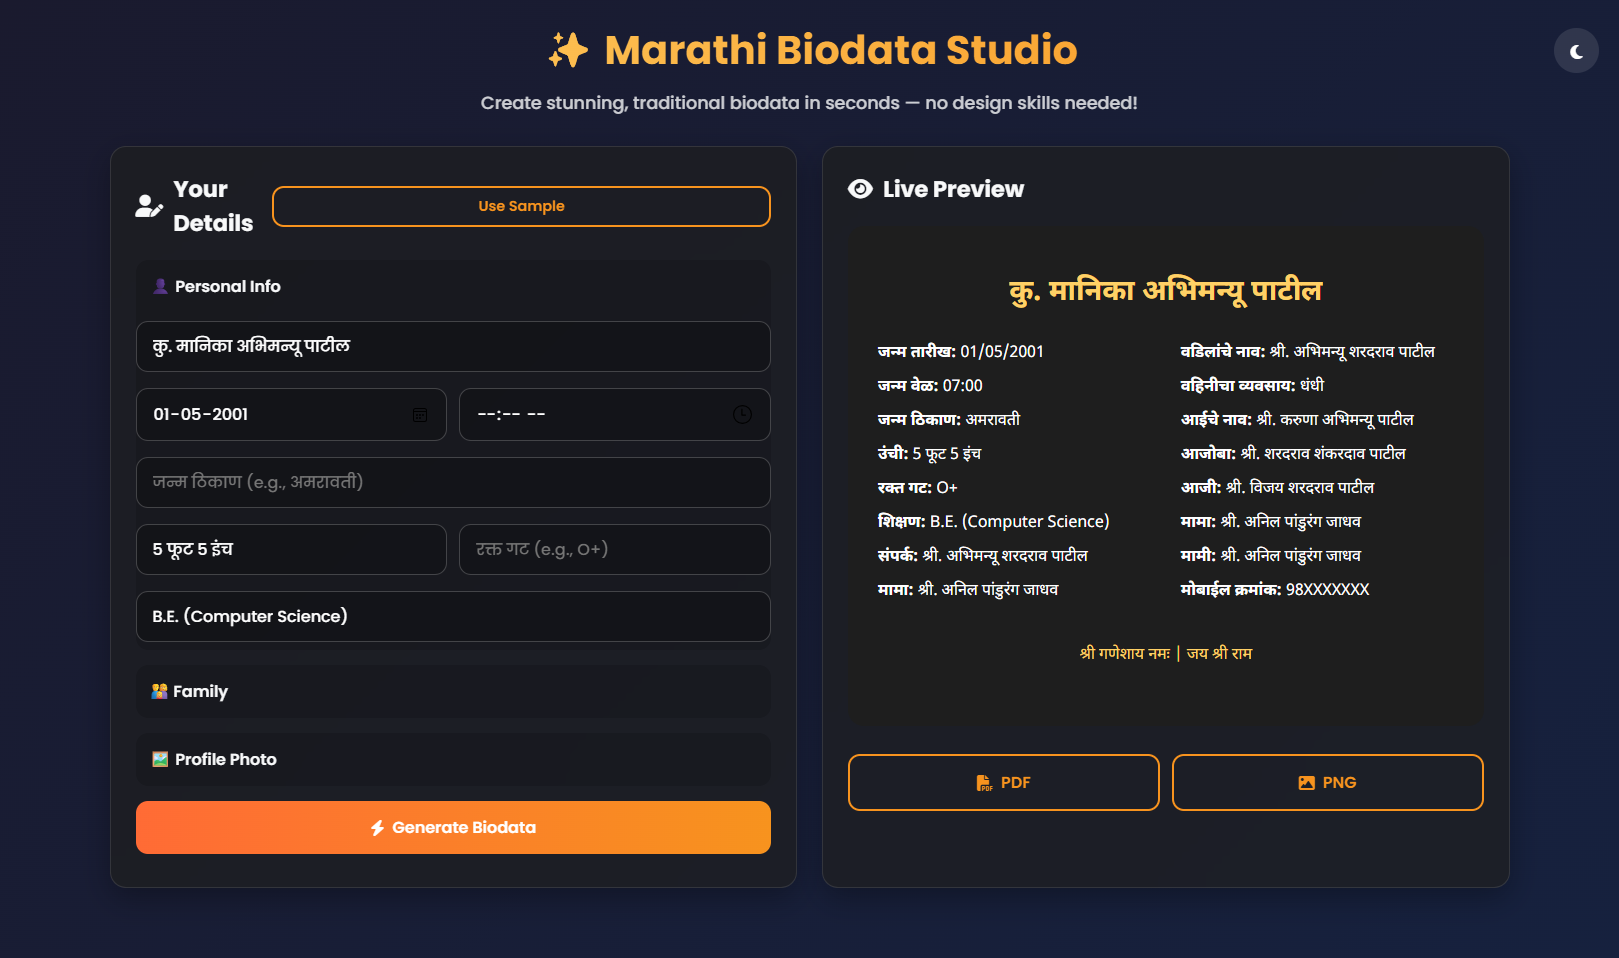 ✨ Marathi Biodata Studio
Create stunning, traditional biodata in seconds — no design skills needed!
Your
Details
Use Sample
👤 Personal Info
कु. मानिका अभिमन्यू पाटील
01-05-2001
--:-- --
जन्म ठिकाण (e.g., अमरावती)
5 फूट 5 इंच
रक्त गट (e.g., O+)
B.E. (Computer Science)
Family
Profile Photo
Generate Biodata
Live Preview
कु. मानिका अभिमन्यू पाटील
जन्म तारीख: 01/05/2001
जन्म वेळ: 07:00
जन्म ठिकाण: अमरावती
उंची: 5 फूट 5 इंच
रक्त गट: O+
शिक्षण: B.E. (Computer Science)
संपर्क: श्री. अभिमन्यू शरदराव पाटील
मामा: श्री. अनिल पांडुरंग जाधव
वडिलांचे नाव: श्री. अभिमन्यू शरदराव पाटील
वहिनीचा व्यवसाय: धंधी
आईचे नाव: श्री. करुणा अभिमन्यू पाटील
आजोबा: श्री. शरदराव शंकरदाव पाटील
आजी: श्री. विजय शरदराव पाटील
मामा: श्री. अनिल पांडुरंग जाधव
मामी: श्री. अनिल पांडुरंग जाधव
मोबाईल क्रमांक: 98XXXXXXX
श्री गणेशाय नमः | जय श्री राम
PDF
PNG